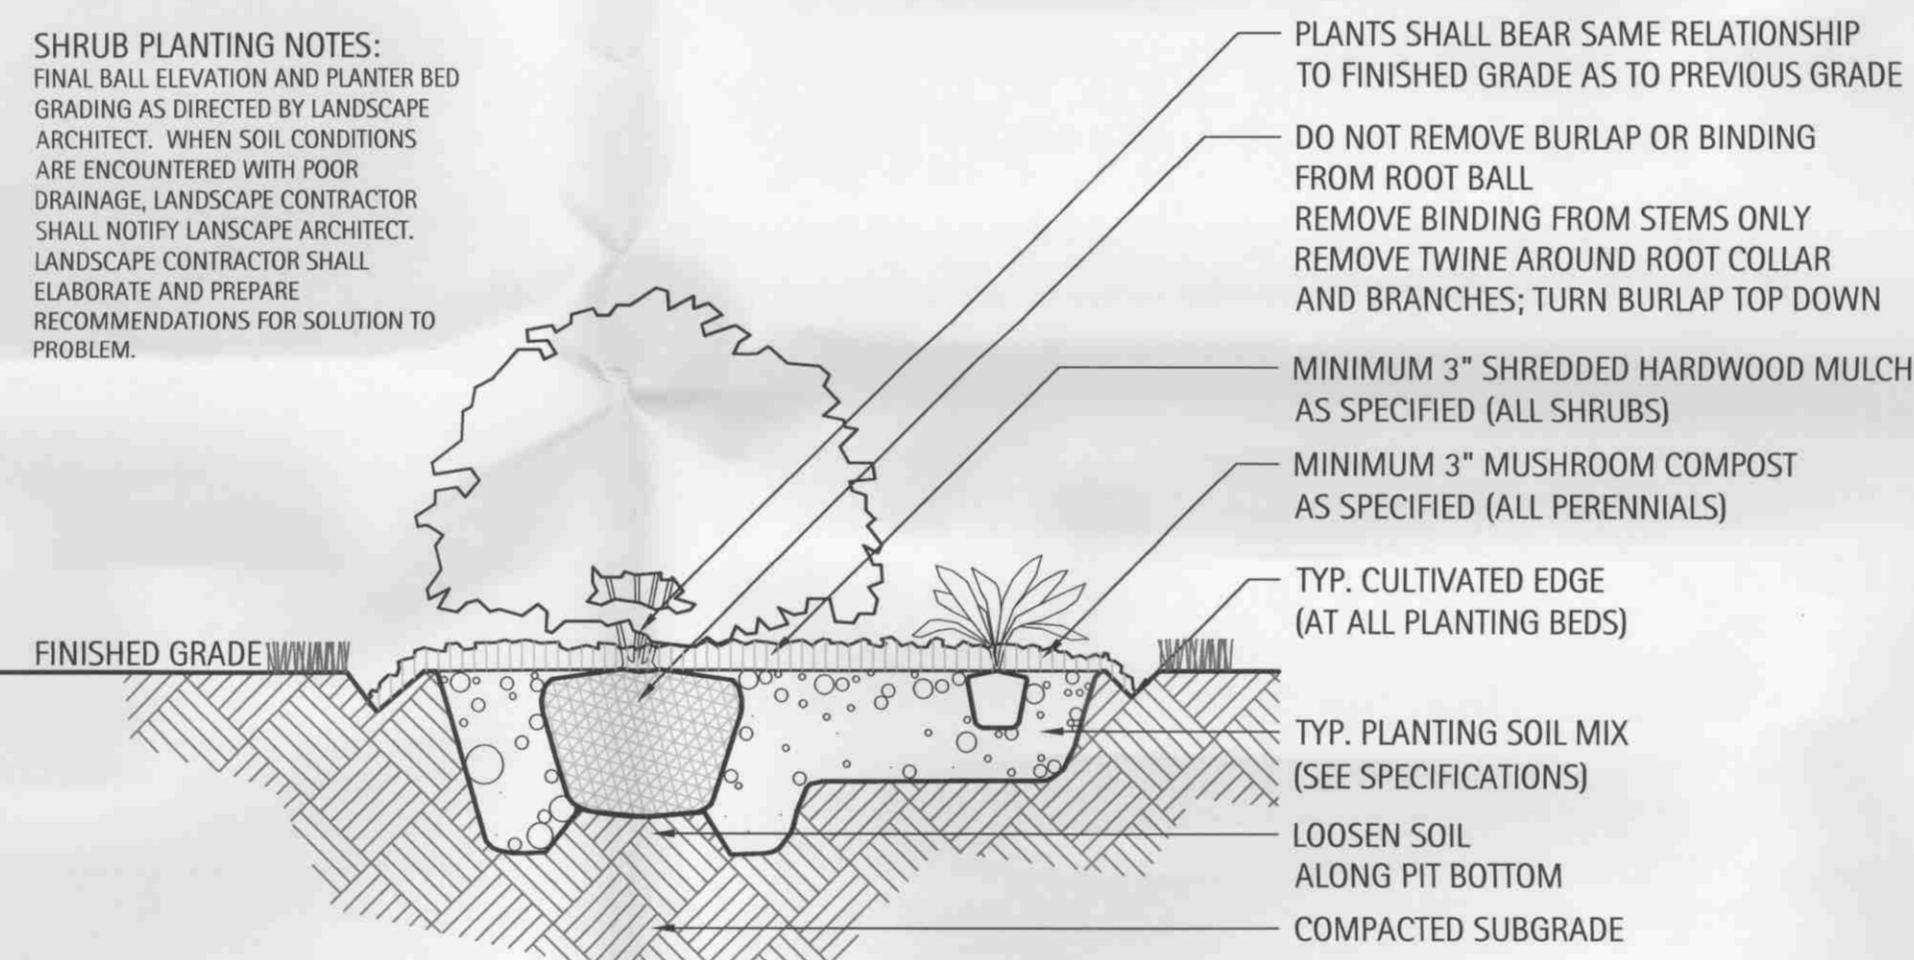 SHRUB PLANTING NOTES:
FINAL BALL ELEVATION AND PLANTER BED
GRADING AS DIRECTED BY LANDSCAPE
ARCHITECT. WHEN SOIL CONDITIONS
ARE ENCOUNTERED WITH POOR
DRAINAGE, LANDSCAPE CONTRACTOR
SHALL NOTIFY LANSCAPE ARCHITECT.
LANDSCAPE CONTRACTOR SHALL
ELABORATE AND PREPARE
RECOMMENDATIONS FOR SOLUTION TO
PROBLEM.
PLANTS SHALL BEAR SAME RELATIONSHIP
TO FINISHED GRADE AS TO PREVIOUS GRADE
DO NOT REMOVE BURLAP OR BINDING
FROM ROOT BALL
REMOVE BINDING FROM STEMS ONLY
REMOVE TWINE AROUND ROOT COLLAR
AND BRANCHES; TURN BURLAP TOP DOWN
MINIMUM 3" SHREDDED HARDWOOD MULCH
AS SPECIFIED (ALL SHRUBS)
MINIMUM 3" MUSHROOM COMPOST
AS SPECIFIED (ALL PERENNIALS)
TYP. CULTIVATED EDGE
(AT ALL PLANTING BEDS)
FINISHED GRADE
TYP. PLANTING SOIL MIX
(SEE SPECIFICATIONS)
LOOSEN SOIL
ALONG PIT BOTTOM
COMPACTED SUBGRADE